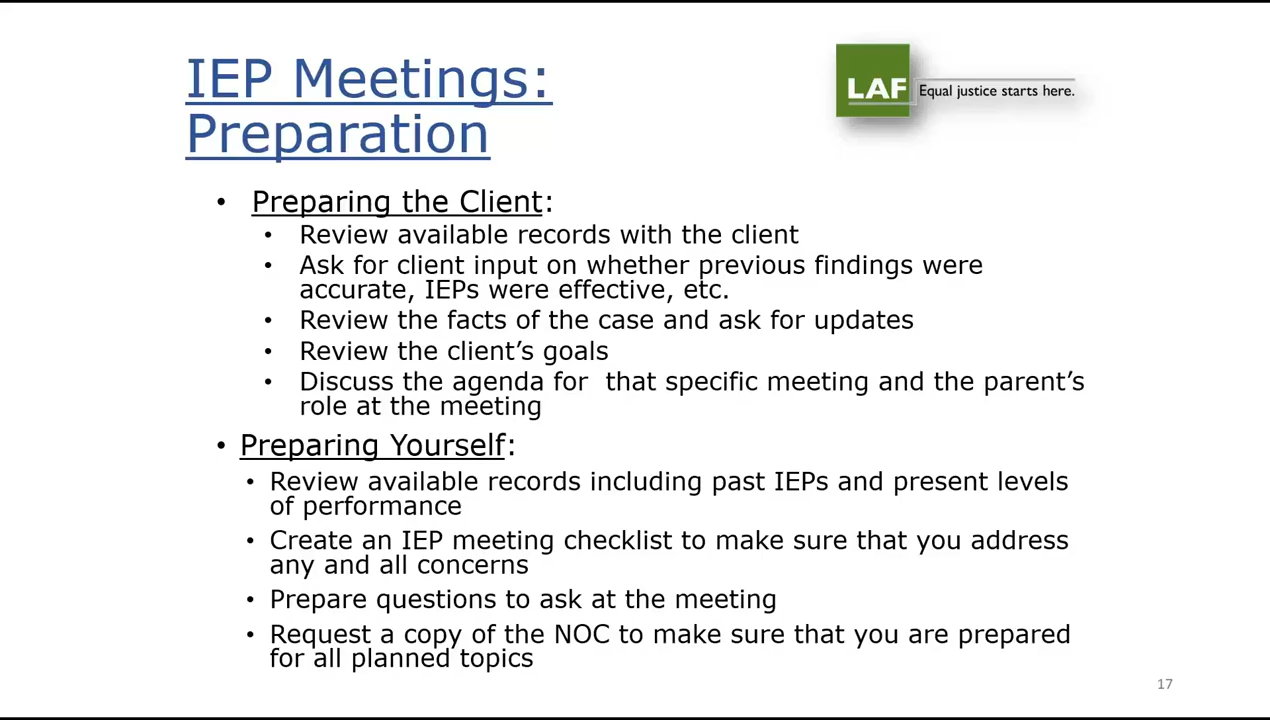 IEP Meetings:
Preparation
LAF Equal justice starts here.
• Preparing the Client:
• Review available records with the client
• Ask for client input on whether previous findings were
accurate, IEPs were effective, etc.
• Review the facts of the case and ask for updates
• Review the client’s goals
• Discuss the agenda for  that specific meeting and the parent’s
role at the meeting
• Preparing Yourself:
• Review available records including past IEPs and present levels
of performance
• Create an IEP meeting checklist to make sure that you address
any and all concerns
• Prepare questions to ask at the meeting
• Request a copy of the NOC to make sure that you are prepared
for all planned topics
17